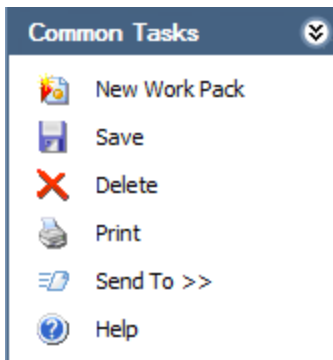 Common Tasks
New Work Pack
Save
Delete
Print
Send To >>
Help